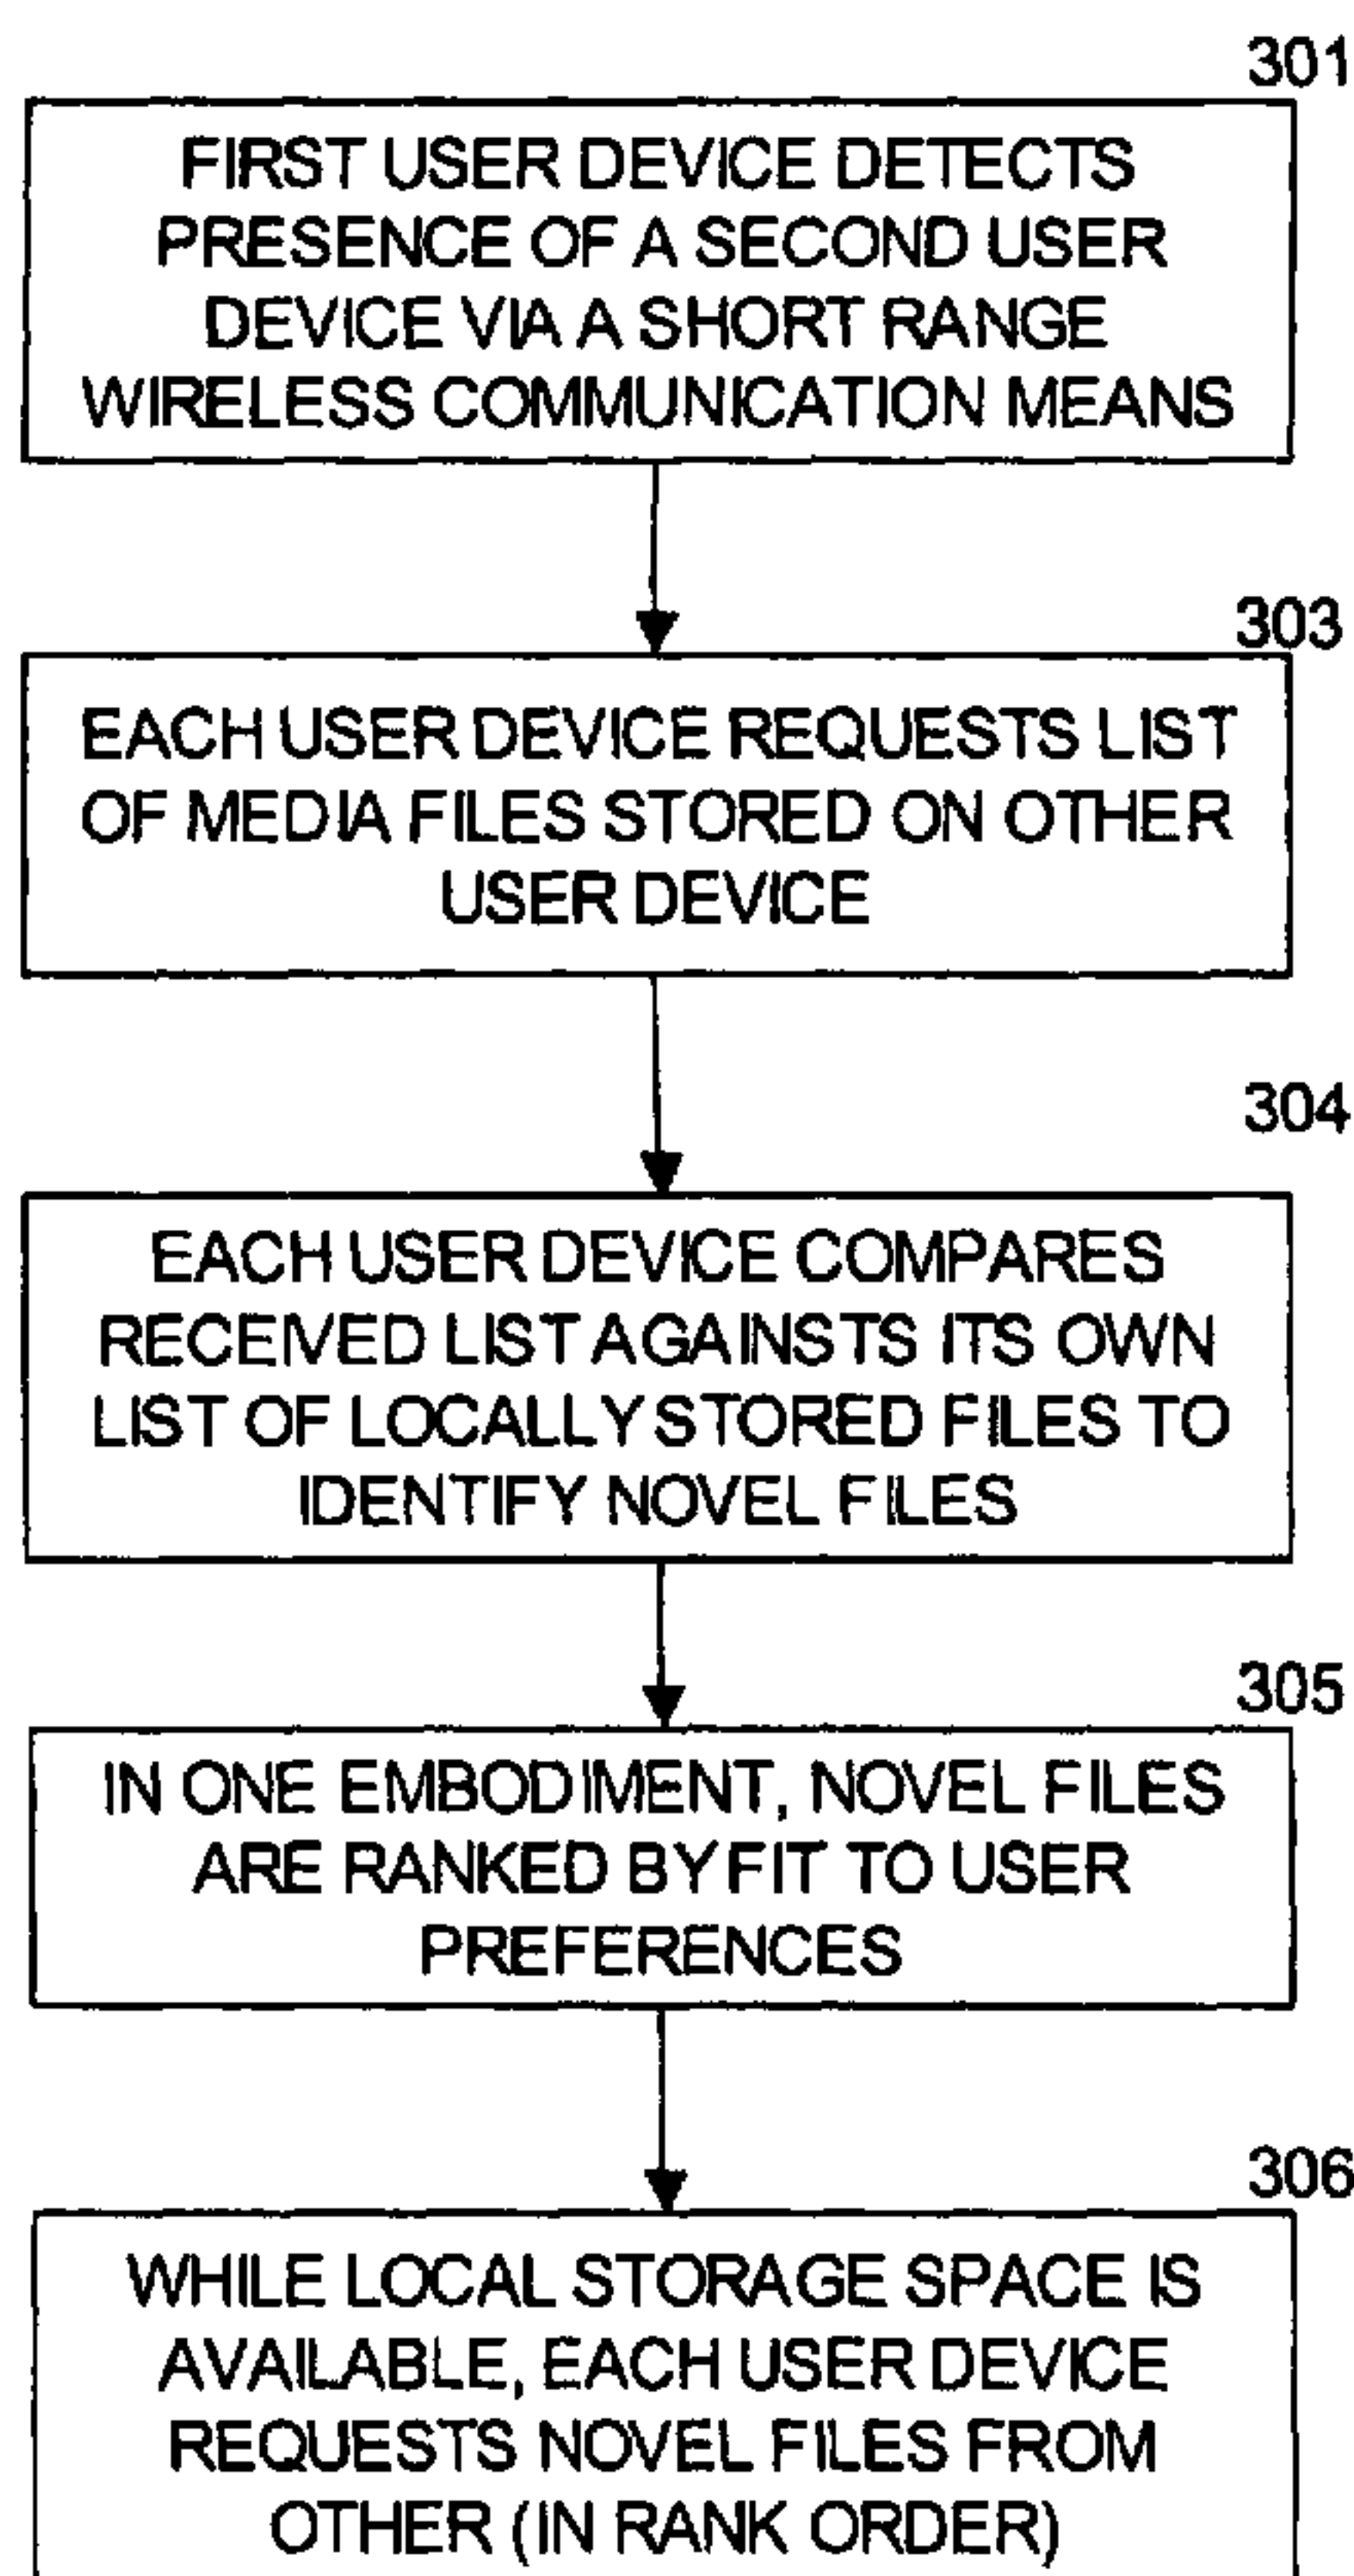 301
FIRST USER DEVICE DETECTS
PRESENCE OF A SECOND USER
DEVICE VIA A SHORT RANGE
WIRELESS COMMUNICATION MEANS
303
EACH USER DEVICE REQUESTS LIST
OF MEDIA FILES STORED ON OTHER
USER DEVICE
304
EACH USER DEVICE COMPARES
RECEIVED LIST AGAINSTS ITS OWN
LIST OF LOCALLY STORED FILES TO
IDENTIFY NOVEL FILES
305
IN ONE EMBODIMENT, NOVEL FILES
ARE RANKED BY FIT TO USER
PREFERENCES
306
WHILE LOCAL STORAGE SPACE IS
AVAILABLE, EACH USER DEVICE
REQUESTS NOVEL FILES FROM
OTHER (IN RANK ORDER)